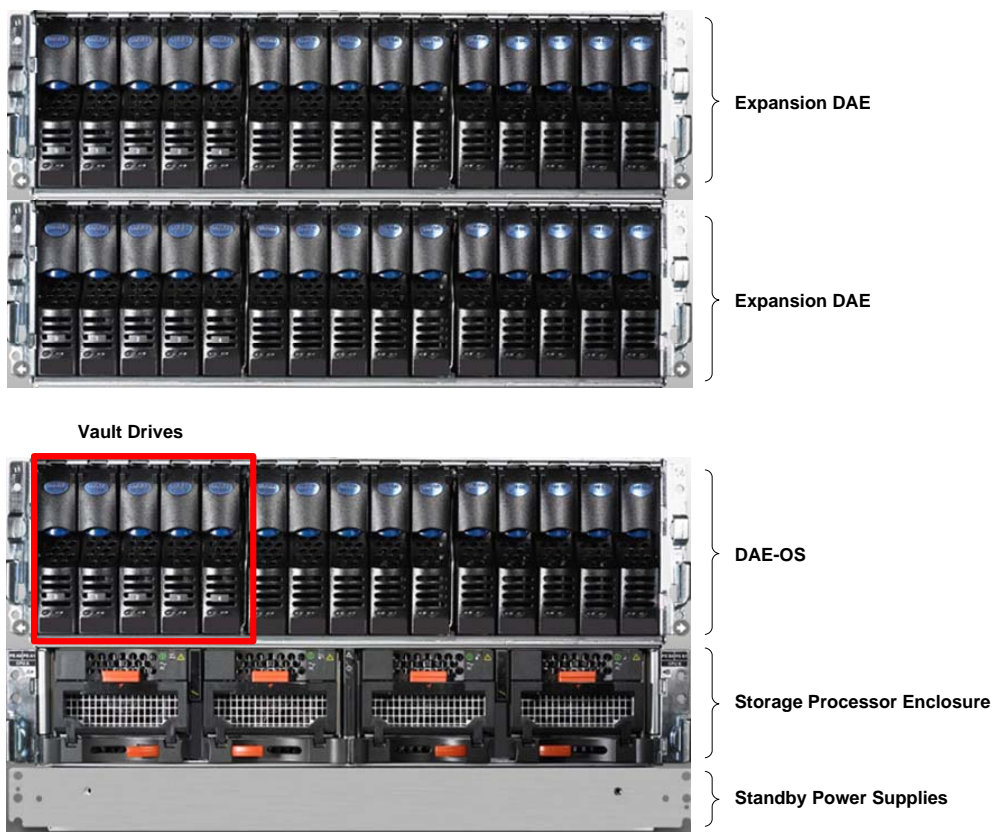 Expansion DAE
Expansion DAE
Vault Drives
DAE-OS
Storage Processor Enclosure
Standby Power Supplies